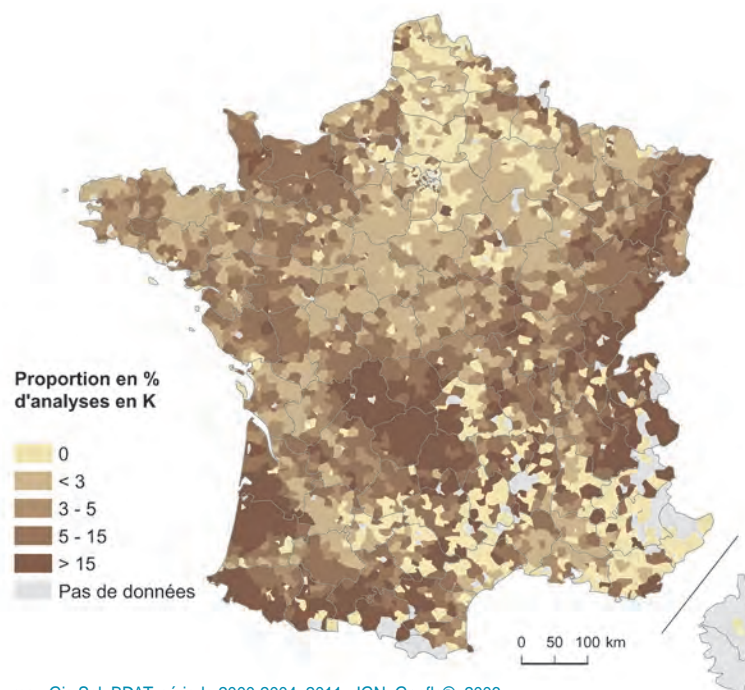 Proportion en %
d'analyses en K
0
< 3
3 - 5
5 - 15
> 15
Pas de données
0 50 100 km